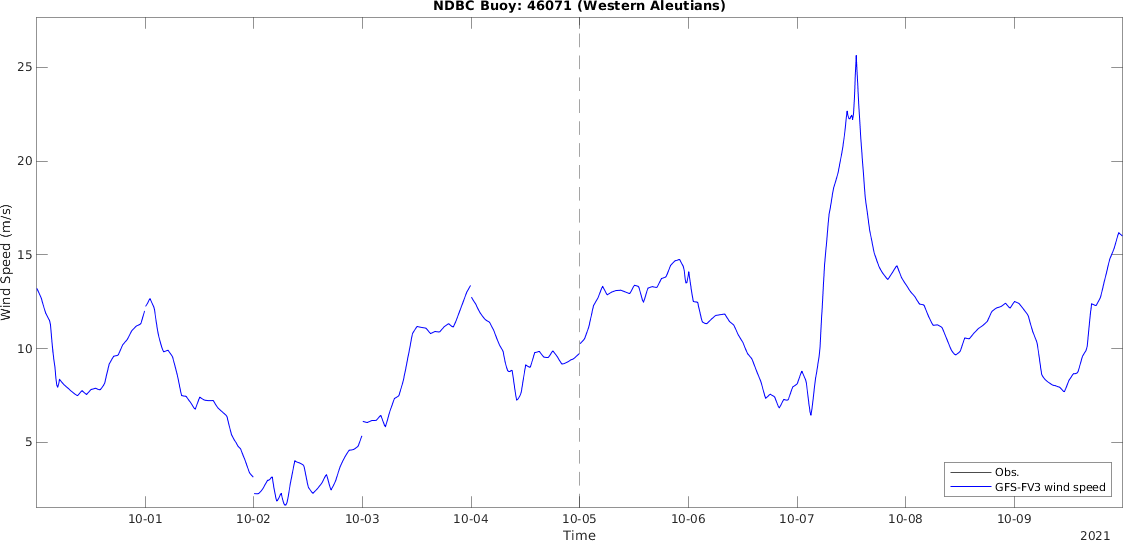 NDBC Buoy: 46071 (Western Aleutians)
Wind Speed (m/s)
25
20
15
10
5
Obs.
GFS-FV3 wind speed
10-01 10-02 10-03 10-04 10-05 10-06 10-07 10-08 10-09
Time
2021